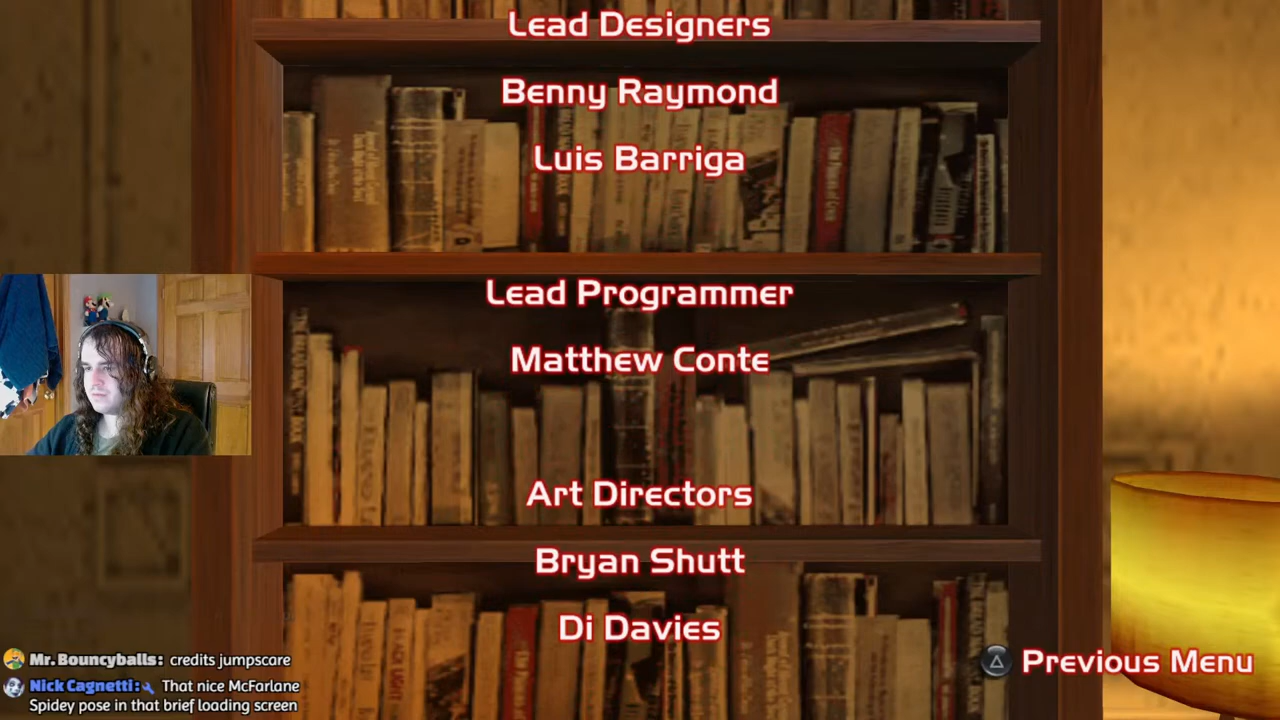 Lead Designers
Benny Raymond
Luis Barriga
Lead Programmer
Matthew Conte
Art Directors
Bryan Shutt
Di Davies
Previous Menu
Mr. Bouncyballs: credits jumpscare
Nick Cagnetti: That nice McFarlane
Spidey pose in that brief loading screen